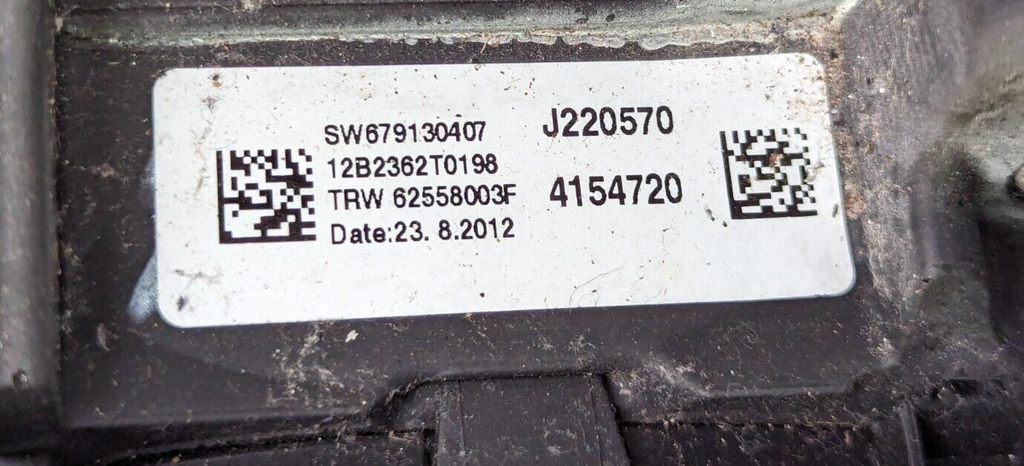 SW679130407
12B2362T0198
TRW 62558003F
Date:23. 8.2012
J220570
4154720